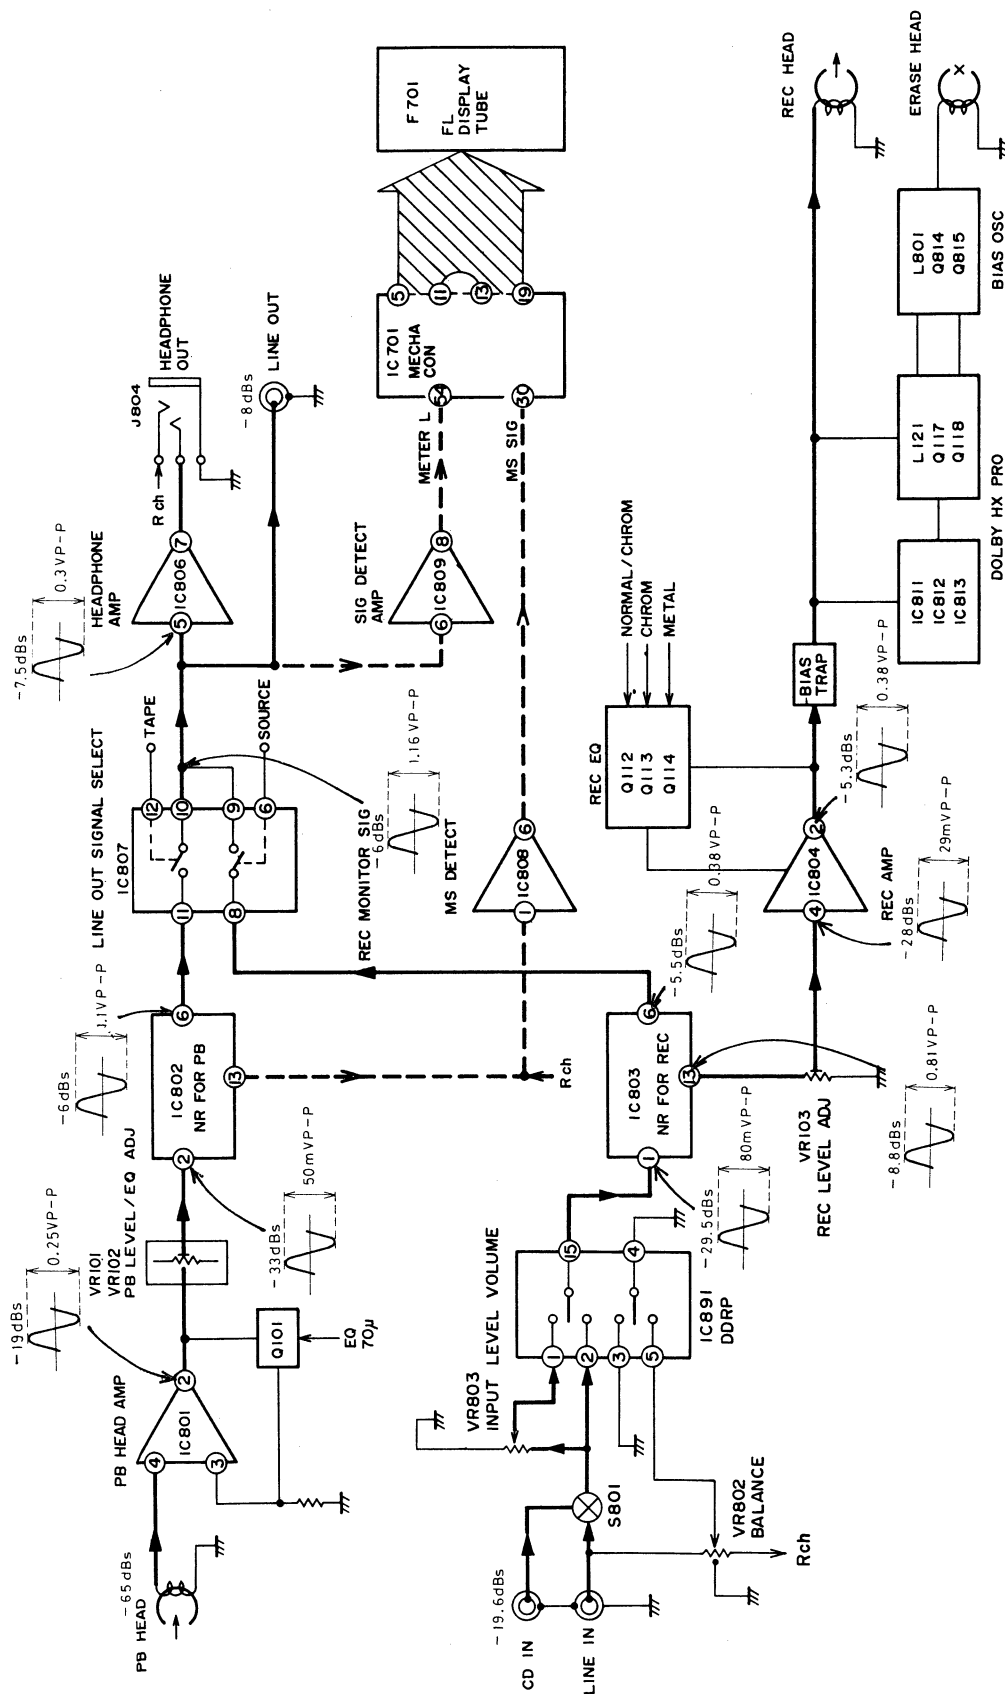 PB HEAD
-65dBs
PB HEAD AMP
IC801
4
3
2
-19dBs
0.25VP-P
Q101
EQ
70μ
VR101
VR102
PB LEVEL/EQ ADJ
-33dBs
50mVP-P
IC802
NR FOR PB
2
6
13
-6dBs
1.1VP-P
LINE OUT SIGNAL SELECT
IC807
11
8
12
10
9
6
TAPE
SOURCE
REC MONITOR SIG
-6dBs
1.16VP-P
-7.5dBs
0.3VP-P
HEADPHONE
AMP
IC806
5
7
Rch
J804
HEADPHONE
OUT
-8dBs
LINE OUT
SIG DETECT
AMP
IC809
6
8
METER L
MS DETECT
IC808
1
6
MS SIG
Rch
IC701
MECHA
CON
54
30
5
11
13
19
F701
FL
DISPLAY
TUBE
CD IN
-19.6dBs
LINE IN
S801
VR803
INPUT LEVEL VOLUME
VR802
BALANCE
Rch
IC891
DDRP
1
2
3
5
15
4
-29.5dBs
80mVP-P
IC803
NR FOR REC
1
6
13
-5.5dBs
0.38VP-P
VR103
REC LEVEL ADJ
-8.8dBs
0.81VP-P
REC AMP
IC804
4
2
-28dBs
29mVP-P
-5.3dBs
0.38VP-P
REC EQ
Q112
Q113
Q114
NORMAL/CHROM
CHROM
METAL
BIAS
TRAP
IC811
IC812
IC813
L121
Q117
Q118
DOLBY HX PRO
L801
Q814
Q815
BIAS OSC
REC HEAD
ERASE HEAD